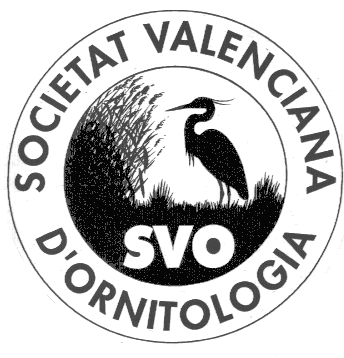 SOCIETAT VALENCIANA
SVO
D'ORNITOLOGIA